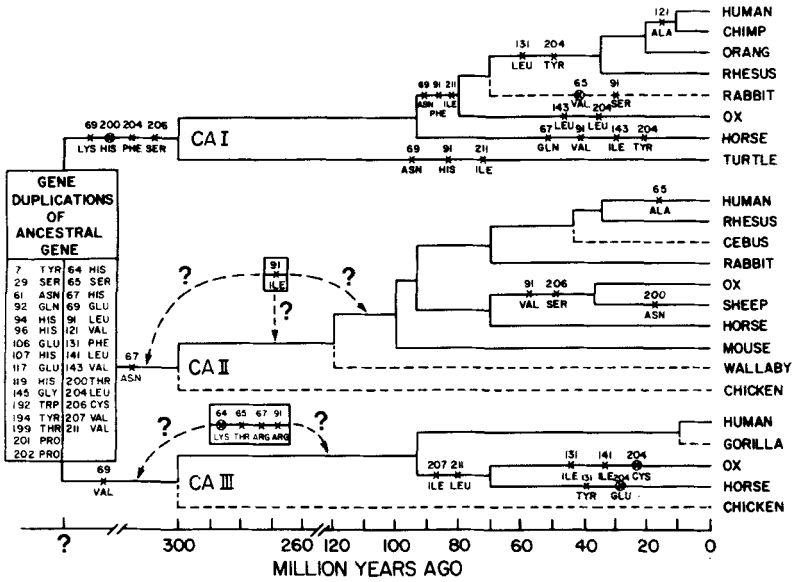 HUMAN
121
ALA
CHIMP
131 204
LEU TYR
ORANG
RHESUS
65 91
VAL SER
RABBIT
69 91 211
ASN ILE
PHE
143 204
LEU LEU
OX
69 200 204 206
LYS HIS PHE SER
CA I
67 91 143 204
GLN VAL ILE TYR
HORSE
69 91 211
ASN HIS ILE
TURTLE
GENE
DUPLICATIONS
OF
ANCESTRAL
GENE
7 TYR 64 HIS
29 SER 65 SER
61 ASN 67 HIS
92 GLN 69 GLU
94 HIS 91 LEU
96 HIS 121 VAL
106 GLU 131 PHE
107 HIS 141 LEU
117 GLU 143 VAL
119 HIS 200 THR
145 GLY 204 LEU
192 TRP 206 CYS
194 TYR 207 VAL
199 THR 211 VAL
201 PRO
202 PRO
65
ALA
HUMAN
RHESUS
CEBUS
RABBIT
? 91 ?
ILE
?
91 206
VAL SER
OX
200
ASN
SHEEP
HORSE
67
ASN
CA II
MOUSE
WALLABY
CHICKEN
? 64 65 67 91 ?
LYS THR ARG ARG
HUMAN
GORILLA
69
VAL
CA III
207 211
ILE LEU
131 141 204
ILE ILE CYS
OX
131 204
TYR GLU
HORSE
CHICKEN
? 300 260 120 100 80 60 40 20 0
MILLION YEARS AGO